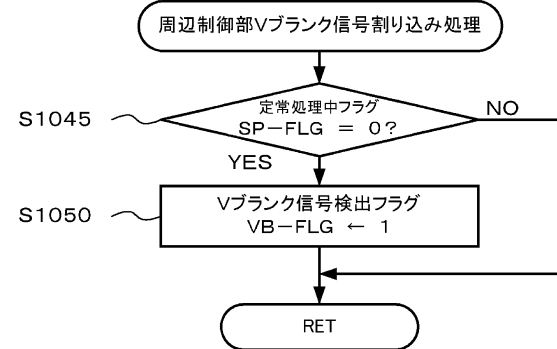 周辺制御部Vブランク信号割り込み処理
S1045
定常処理中フラグ
SP−FLG = 0?
NO
YES
S1050
Vブランク信号検出フラグ
VB−FLG ← 1
RET